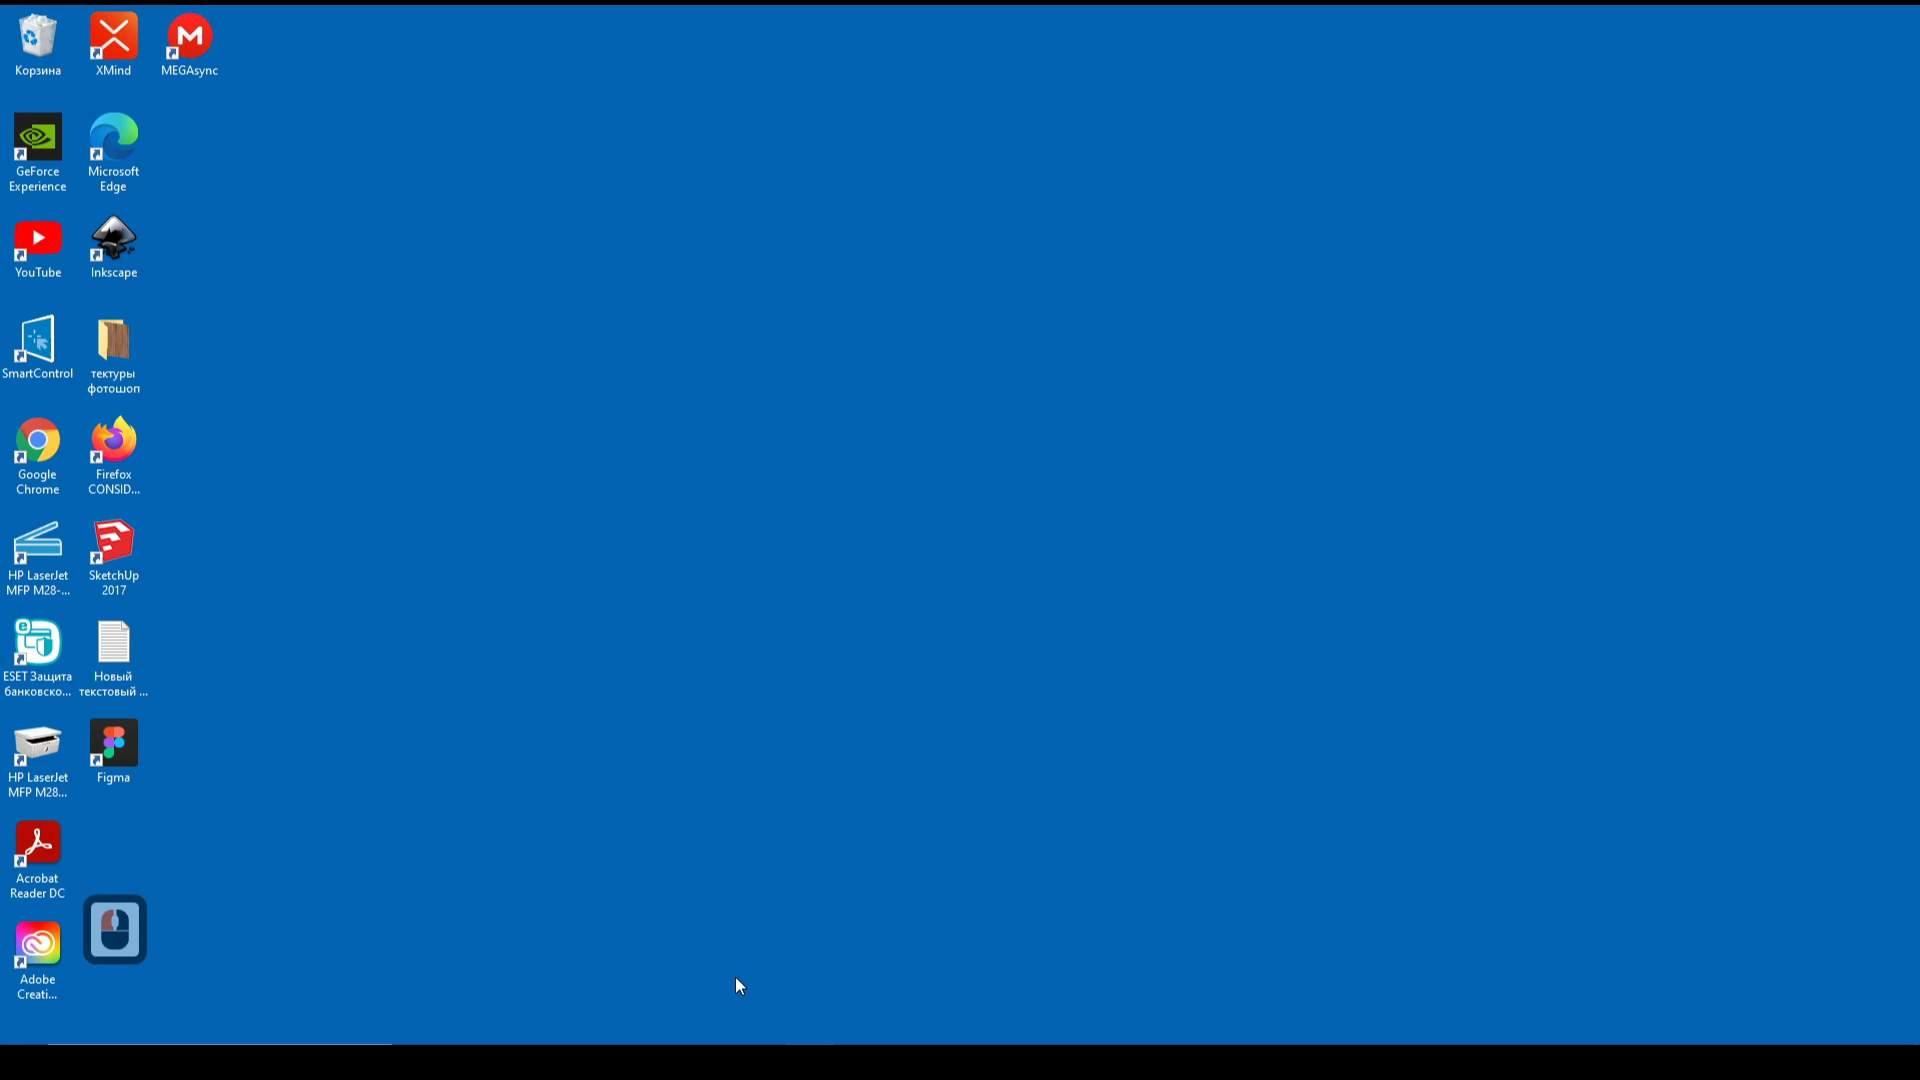 Корзина
XMind
MEGAsync
GeForce
Experience
Microsoft
Edge
YouTube
Inkscape
SmartControl
тектуры
фотошоп
Google
Chrome
Firefox
CONSID...
HP LaserJet
MFP M28-...
SketchUp
2017
ESET Защита
банковско...
Новый
текстовый ...
HP LaserJet
MFP M28...
Figma
Acrobat
Reader DC
Adobe
Creati...